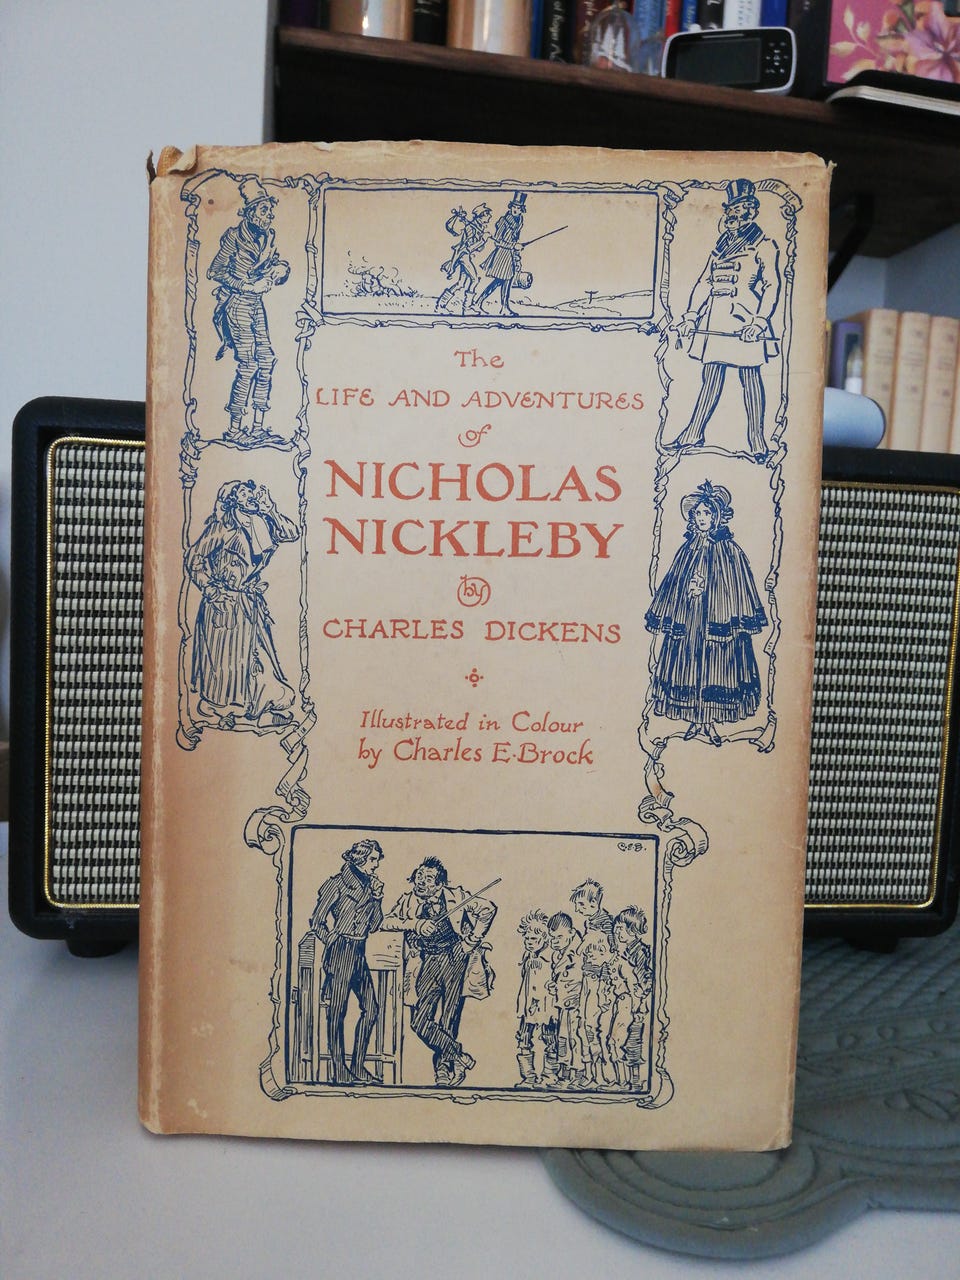 The
LIFE AND ADVENTURES
of
NICHOLAS
NICKLEBY
by
CHARLES DICKENS
Illustrated in Colour
by Charles E. Brock
C.E.B.